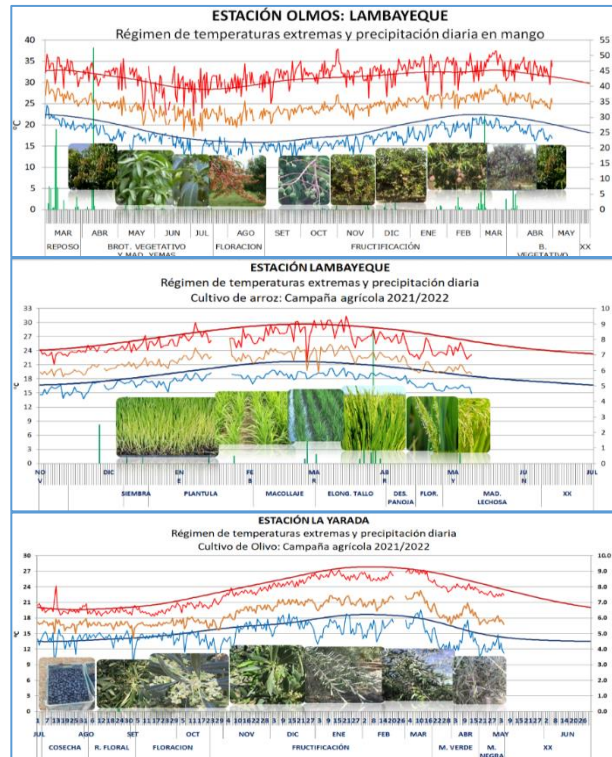 ESTACIÓN OLMOS: LAMBAYEQUE
Régimen de temperaturas extremas y precipitación diaria en mango
40 35 30 25 20 15 10 5 0
°C
55 50 45 40 35 30 25 20 15 10 5 0
MAR ABR MAY JUN JUL AGO SET OCT NOV DIC ENE FEB MAR ABR MAY
REPOSO BROT. VEGETATIVO Y MAD. YEMAS FLORACION FRUCTIFICACIÓN B. VEGETATIVO XX
ESTACIÓN LAMBAYEQUE
Régimen de temperaturas extremas y precipitación diaria
Cultivo de arroz: Campaña agrícola 2021/2022
33 30 27 24 21 18 15 12 9 6 3 0
°C
10 9 8 7 6 5 4 3 2 1 0
NOV DIC ENE FEB MAR ABR MAY JUN JUL
SIEMBRA PLANTULA MACOLLAJE ELONG. TALLO DES. PANOJA FLOR. MAD. LECHOSA XX
ESTACIÓN LA YARADA
Régimen de temperaturas extremas y precipitación diaria
Cultivo de Olivo: Campaña agrícola 2021/2022
30 27 24 21 18 15 12
°C
9.0 8.0 7.0 6.0 5.0 4.0 3.0 2.0 1.0 0.0
JUL AGO SET OCT NOV DIC ENE FEB MAR ABR MAY JUN
COSECHA R. FLORAL FLORACION FRUCTIFICACIÓN M. VERDE M. NEGRA XX